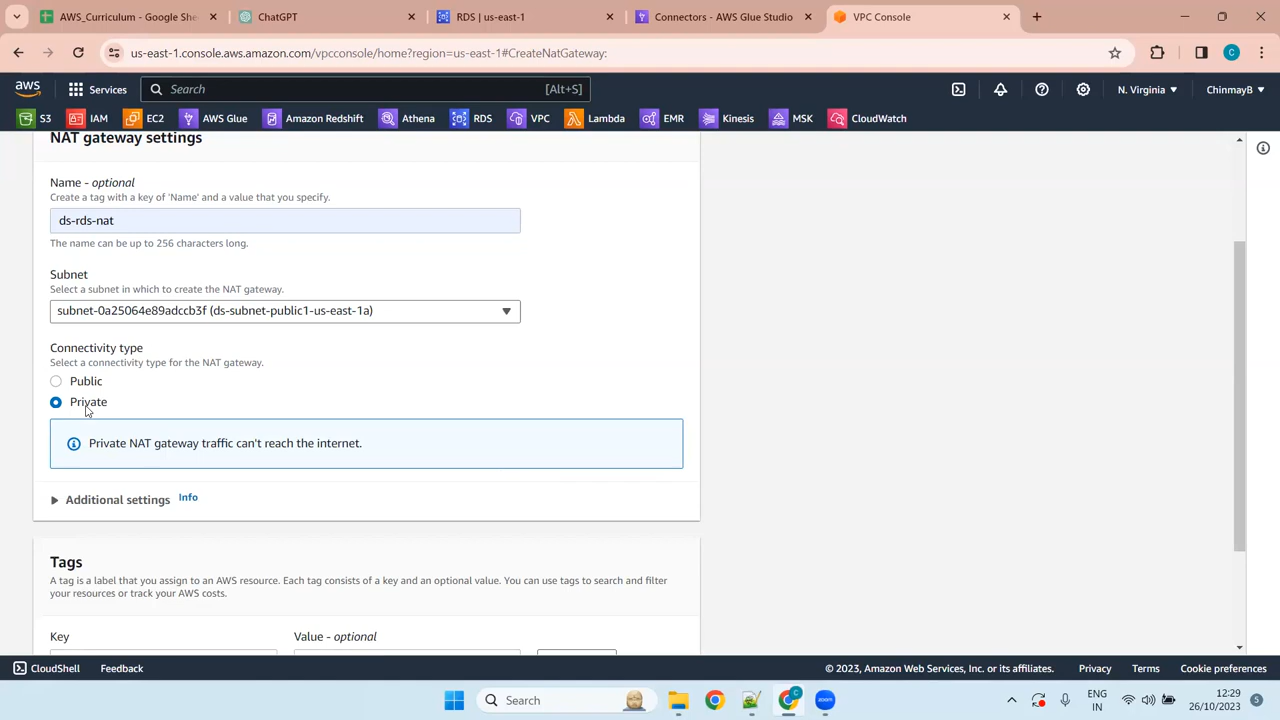 AWS_Curriculum - Google She
ChatGPT
RDS | us-east-1
Connectors - AWS Glue Studio
VPC Console
us-east-1.console.aws.amazon.com/vpcconsole/home?region=us-east-1#CreateNatGateway:
C
aws
Services
Search
[Alt+S]
N. Virginia
ChinmayB
S3
IAM
EC2
AWS Glue
Amazon Redshift
Athena
RDS
VPC
Lambda
EMR
Kinesis
MSK
CloudWatch
NAT gateway settings
Name - optional
Create a tag with a key of 'Name' and a value that you specify.
ds-rds-nat
The name can be up to 256 characters long.
Subnet
Select a subnet in which to create the NAT gateway.
subnet-0a25064e89adccb3f (ds-subnet-public1-us-east-1a)
Connectivity type
Select a connectivity type for the NAT gateway.
Public
Private
Private NAT gateway traffic can't reach the internet.
Additional settings Info
Tags
A tag is a label that you assign to an AWS resource. Each tag consists of a key and an optional value. You can use tags to search and filter
your resources or track your AWS costs.
Key
Value - optional
CloudShell
Feedback
© 2023, Amazon Web Services, Inc. or its affiliates.
Privacy
Terms
Cookie preferences
Search
C
zoom
ENG
IN
12:29
26/10/2023
5